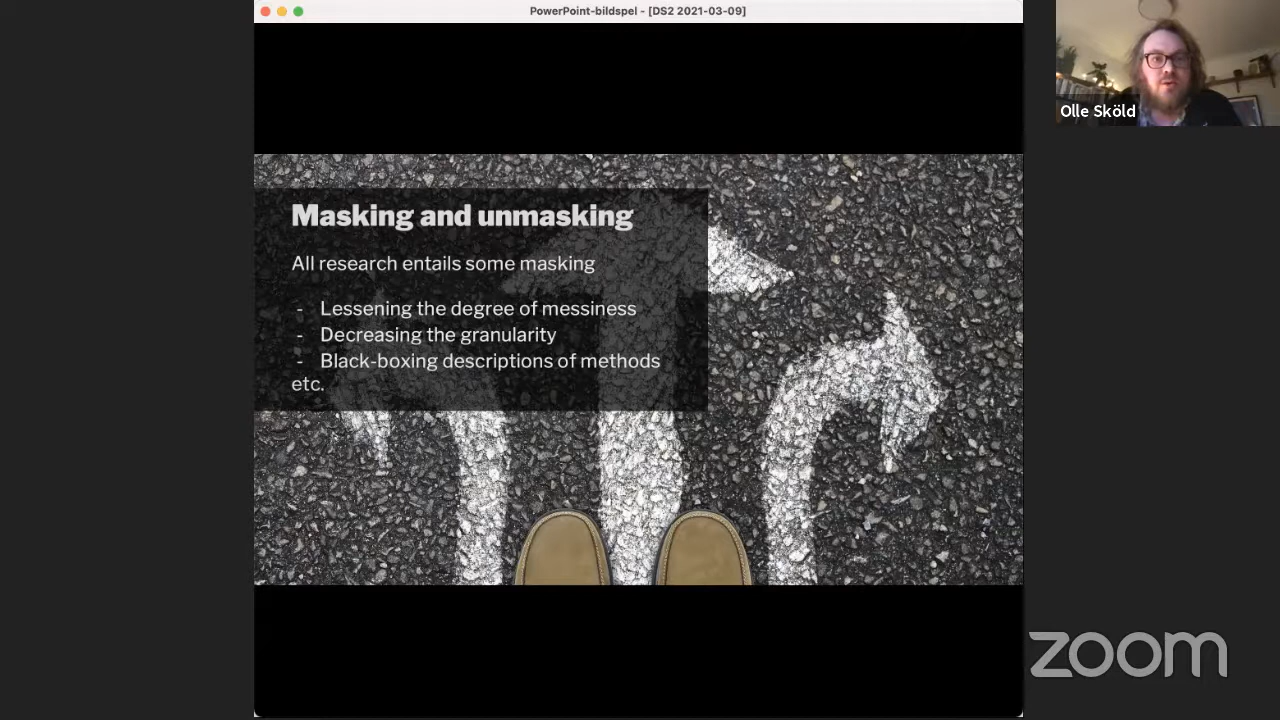 PowerPoint-bildspel - [DS2 2021-03-09]
Olle Sköld
Masking and unmasking
All research entails some masking
- Lessening the degree of messiness
- Decreasing the granularity
- Black-boxing descriptions of methods
etc.
zoom